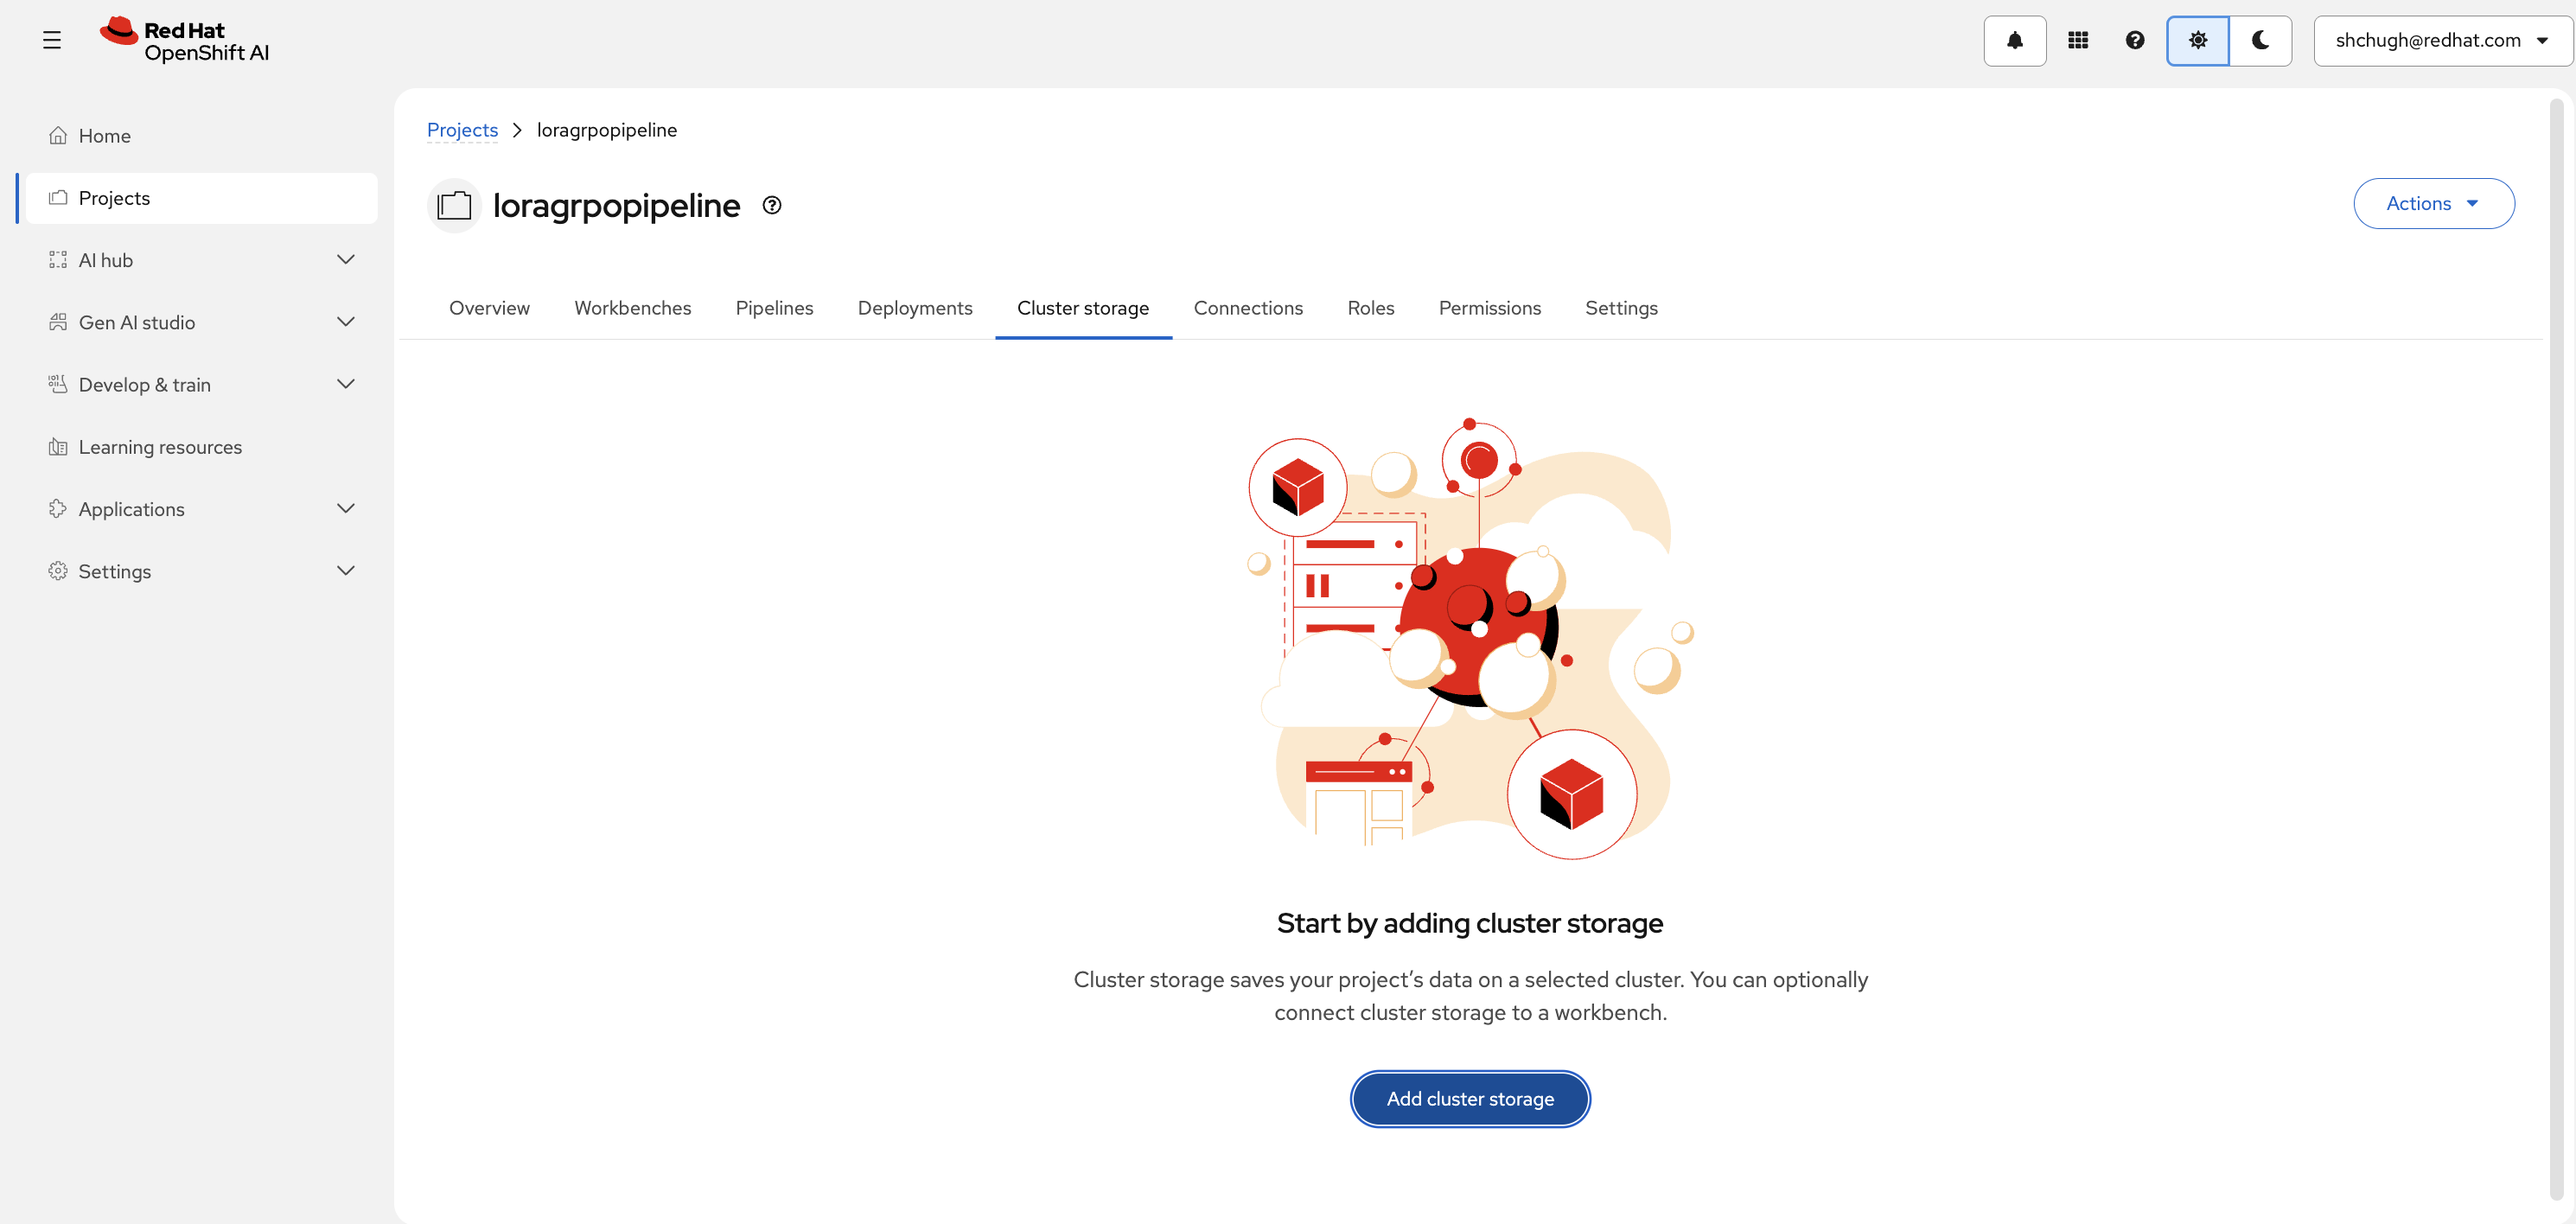 Red Hat
OpenShift AI
shchugh@redhat.com
Home
Projects
AI hub
Gen AI studio
Develop & train
Learning resources
Applications
Settings
Projects > loragrpopipeline
loragrpopipeline
Actions
Overview Workbenches Pipelines Deployments Cluster storage Connections Roles Permissions Settings
Start by adding cluster storage
Cluster storage saves your project’s data on a selected cluster. You can optionally
connect cluster storage to a workbench.
Add cluster storage